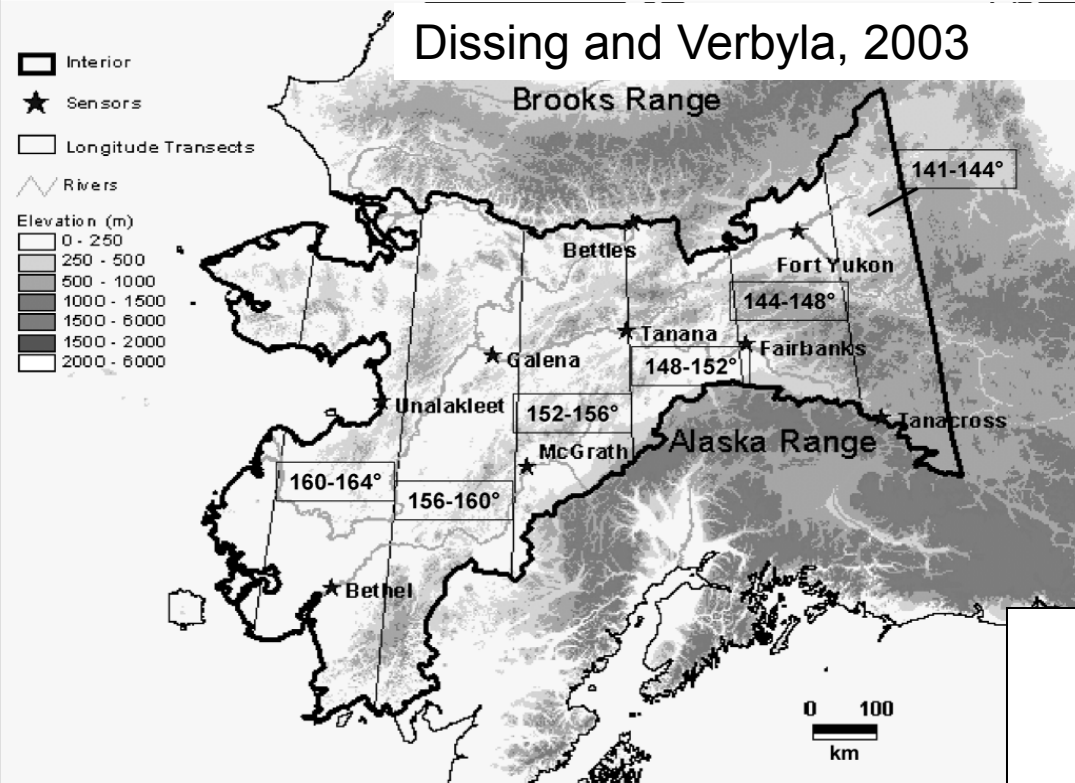 Dissing and Verbyla, 2003
Interior
Sensors
Longitude Transects
Rivers
Elevation (m)
0 - 250
250 - 500
500 - 1000
1000 - 1500
1500 - 6000
1500 - 2000
2000 - 6000
Brooks Range
141-144°
Bettles
Fort Yukon
144-148°
Tanana
Fairbanks
Galena
148-152°
Unalakleet
152-156°
Tanacross
Alaska Range
McGrath
160-164°
156-160°
Bethel
0 100
km